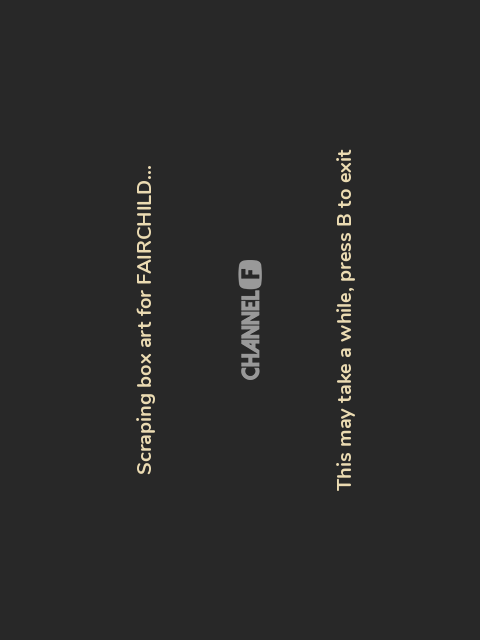 Scraping box art for FAIRCHILD...
CHANNEL F
This may take a while, press B to exit